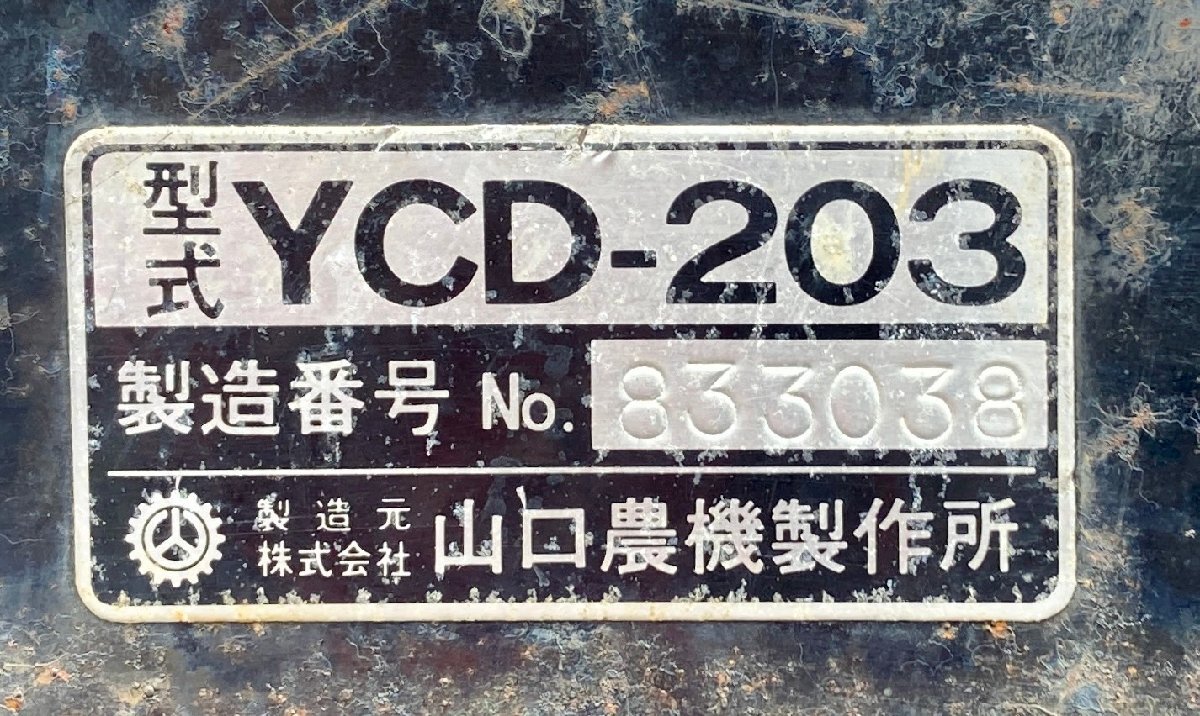 型式 YCD-203
製造番号 No. 833038
製造元
株式会社 山口農機製作所